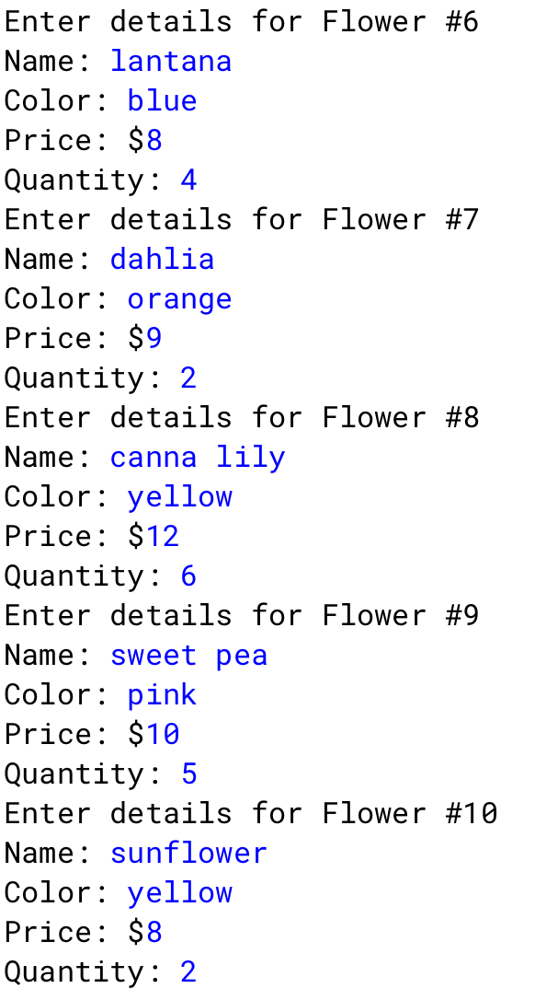 Enter details for Flower #6
Name: lantana
Color: blue
Price: $8
Quantity: 4
Enter details for Flower #7
Name: dahlia
Color: orange
Price: $9
Quantity: 2
Enter details for Flower #8
Name: canna lily
Color: yellow
Price: $12
Quantity: 6
Enter details for Flower #9
Name: sweet pea
Color: pink
Price: $10
Quantity: 5
Enter details for Flower #10
Name: sunflower
Color: yellow
Price: $8
Quantity: 2